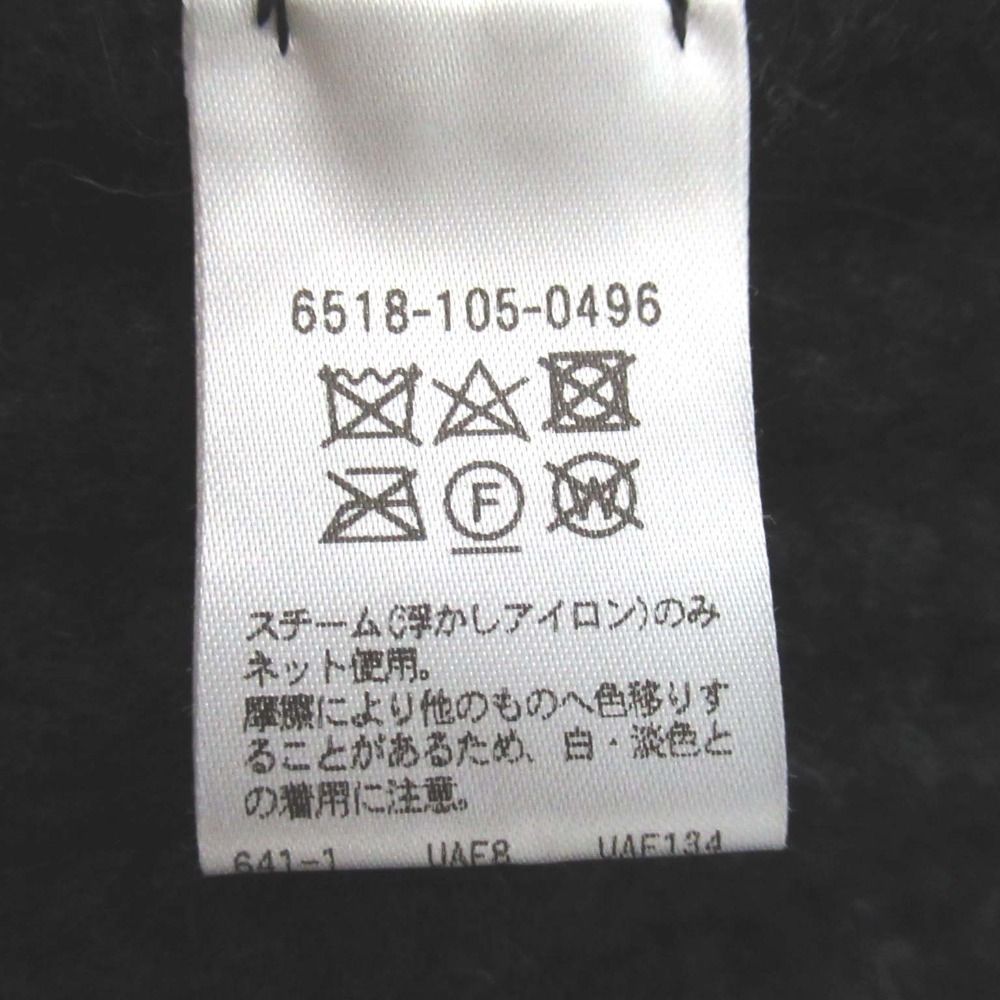 6518-105-0496
F W
スチーム(浮かしアイロン)のみ
ネット使用。
摩擦により他のものへ色移りす
ることがあるため、白・淡色と
の着用に注意。
641-1 UAF8 UAF134